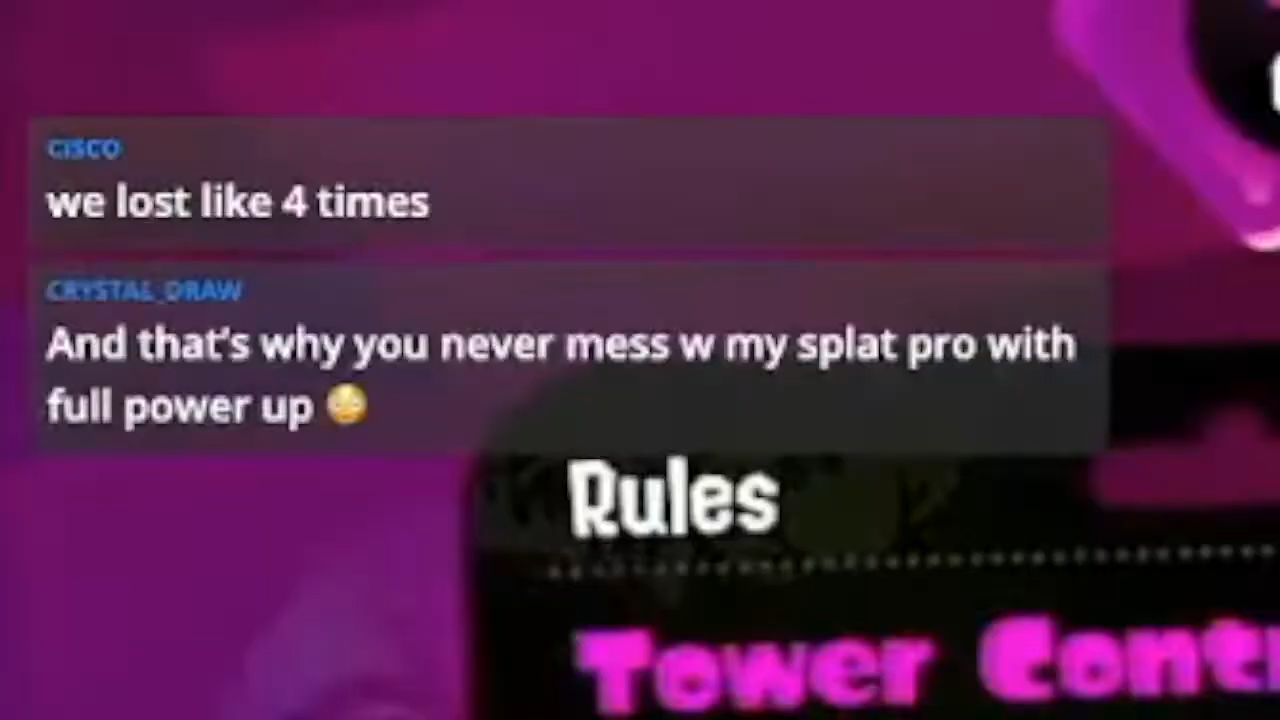 CISCO
we lost like 4 times
CRYSTAL_DRAW
And that's why you never mess w my splat pro with
full power up 😳
Rules
Tower